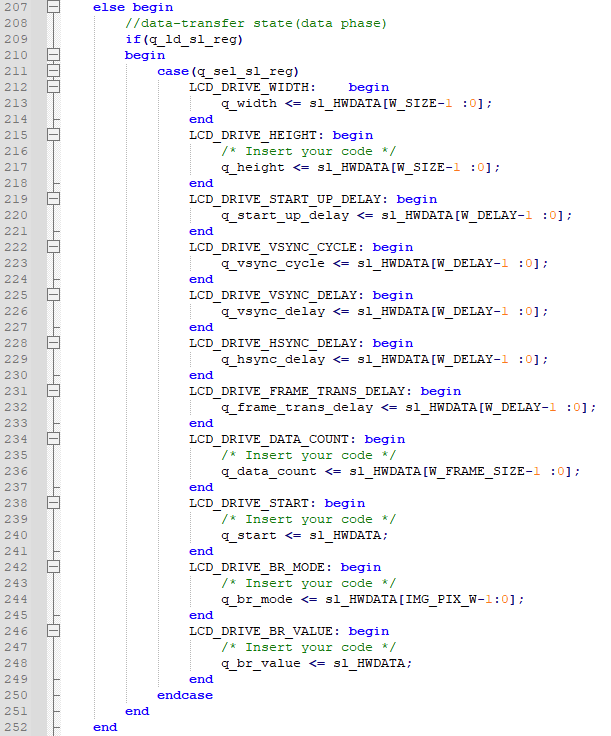 207 else begin
208 //data-transfer state(data phase)
209 if(q_ld_sl_reg)
210 begin
211 case(q_sel_sl_reg)
212 LCD_DRIVE_WIDTH: begin
213 q_width <= sl_HWDATA[W_SIZE-1 :0];
214 end
215 LCD_DRIVE_HEIGHT: begin
216 /* Insert your code */
217 q_height <= sl_HWDATA[W_SIZE-1 :0];
218 end
219 LCD_DRIVE_START_UP_DELAY: begin
220 q_start_up_delay <= sl_HWDATA[W_DELAY-1 :0];
221 end
222 LCD_DRIVE_VSYNC_CYCLE: begin
223 q_vsync_cycle <= sl_HWDATA[W_DELAY-1 :0];
224 end
225 LCD_DRIVE_VSYNC_DELAY: begin
226 q_vsync_delay <= sl_HWDATA[W_DELAY-1 :0];
227 end
228 LCD_DRIVE_HSYNC_DELAY: begin
229 q_hsync_delay <= sl_HWDATA[W_DELAY-1 :0];
230 end
231 LCD_DRIVE_FRAME_TRANS_DELAY: begin
232 q_frame_trans_delay <= sl_HWDATA[W_DELAY-1 :0];
233 end
234 LCD_DRIVE_DATA_COUNT: begin
235 /* Insert your code */
236 q_data_count <= sl_HWDATA[W_FRAME_SIZE-1 :0];
237 end
238 LCD_DRIVE_START: begin
239 /* Insert your code */
240 q_start <= sl_HWDATA;
241 end
242 LCD_DRIVE_BR_MODE: begin
243 /* Insert your code */
244 q_br_mode <= sl_HWDATA[IMG_PIX_W-1:0];
245 end
246 LCD_DRIVE_BR_VALUE: begin
247 /* Insert your code */
248 q_br_value <= sl_HWDATA;
249 end
250 endcase
251 end
252 end